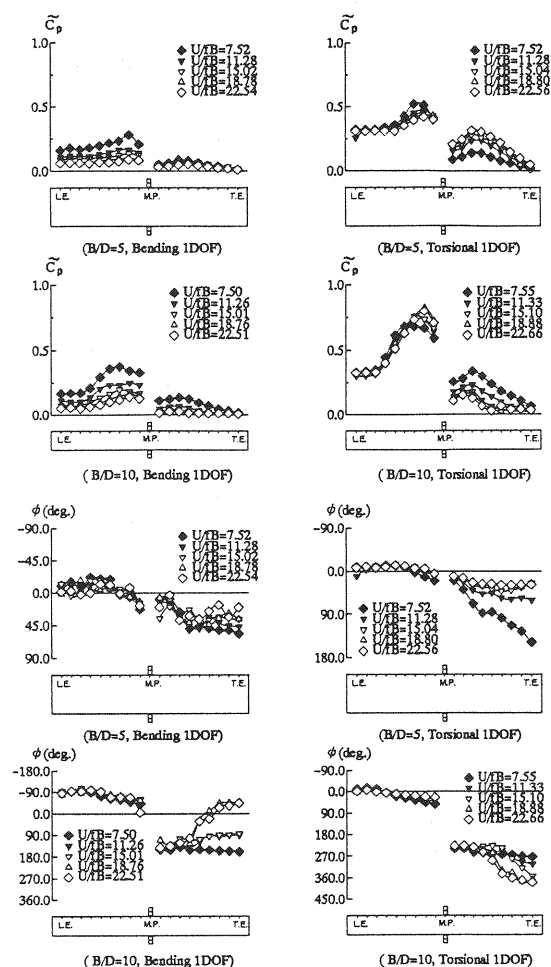 C̃p
1.0
0.5
0.0
U/fB=7.52
U/fB=11.28
U/fB=15.02
U/fB=18.78
U/fB=22.54
L.E.
M.P.
T.E.
(B/D=5, Bending 1DOF)
C̃p
1.0
0.5
0.0
U/fB=7.52
U/fB=11.28
U/fB=15.04
U/fB=18.80
U/fB=22.56
L.E.
M.P.
T.E.
(B/D=5, Torsional 1DOF)
C̃p
1.0
0.5
0.0
U/fB=7.50
U/fB=11.26
U/fB=15.01
U/fB=18.76
U/fB=22.51
L.E.
M.P.
T.E.
( B/D=10, Bending 1DOF)
C̃p
1.0
0.5
0.0
U/fB=7.55
U/fB=11.33
U/fB=15.10
U/fB=18.88
U/fB=22.66
L.E.
M.P.
T.E.
( B/D=10, Torsional 1DOF)
ϕ (deg.)
-90.0
-45.0
0.0
45.0
90.0
U/fB=7.52
U/fB=11.28
U/fB=15.02
U/fB=18.78
U/fB=22.54
L.E.
M.P.
T.E.
(B/D=5, Bending 1DOF)
ϕ (deg.)
-90.0
0.0
90.0
180.0
U/fB=7.52
U/fB=11.28
U/fB=15.04
U/fB=18.80
U/fB=22.56
L.E.
M.P.
T.E.
(B/D=5, Torsional 1DOF)
ϕ (deg.)
-180.0
-90.0
0.0
90.0
180.0
270.0
360.0
U/fB=7.50
U/fB=11.26
U/fB=15.01
U/fB=18.76
U/fB=22.51
L.E.
M.P.
T.E.
( B/D=10, Bending 1DOF)
ϕ (deg.)
-90.0
0.0
90.0
180.0
270.0
360.0
450.0
U/fB=7.55
U/fB=11.33
U/fB=15.10
U/fB=18.88
U/fB=22.66
L.E.
M.P.
T.E.
( B/D=10, Torsional 1DOF)